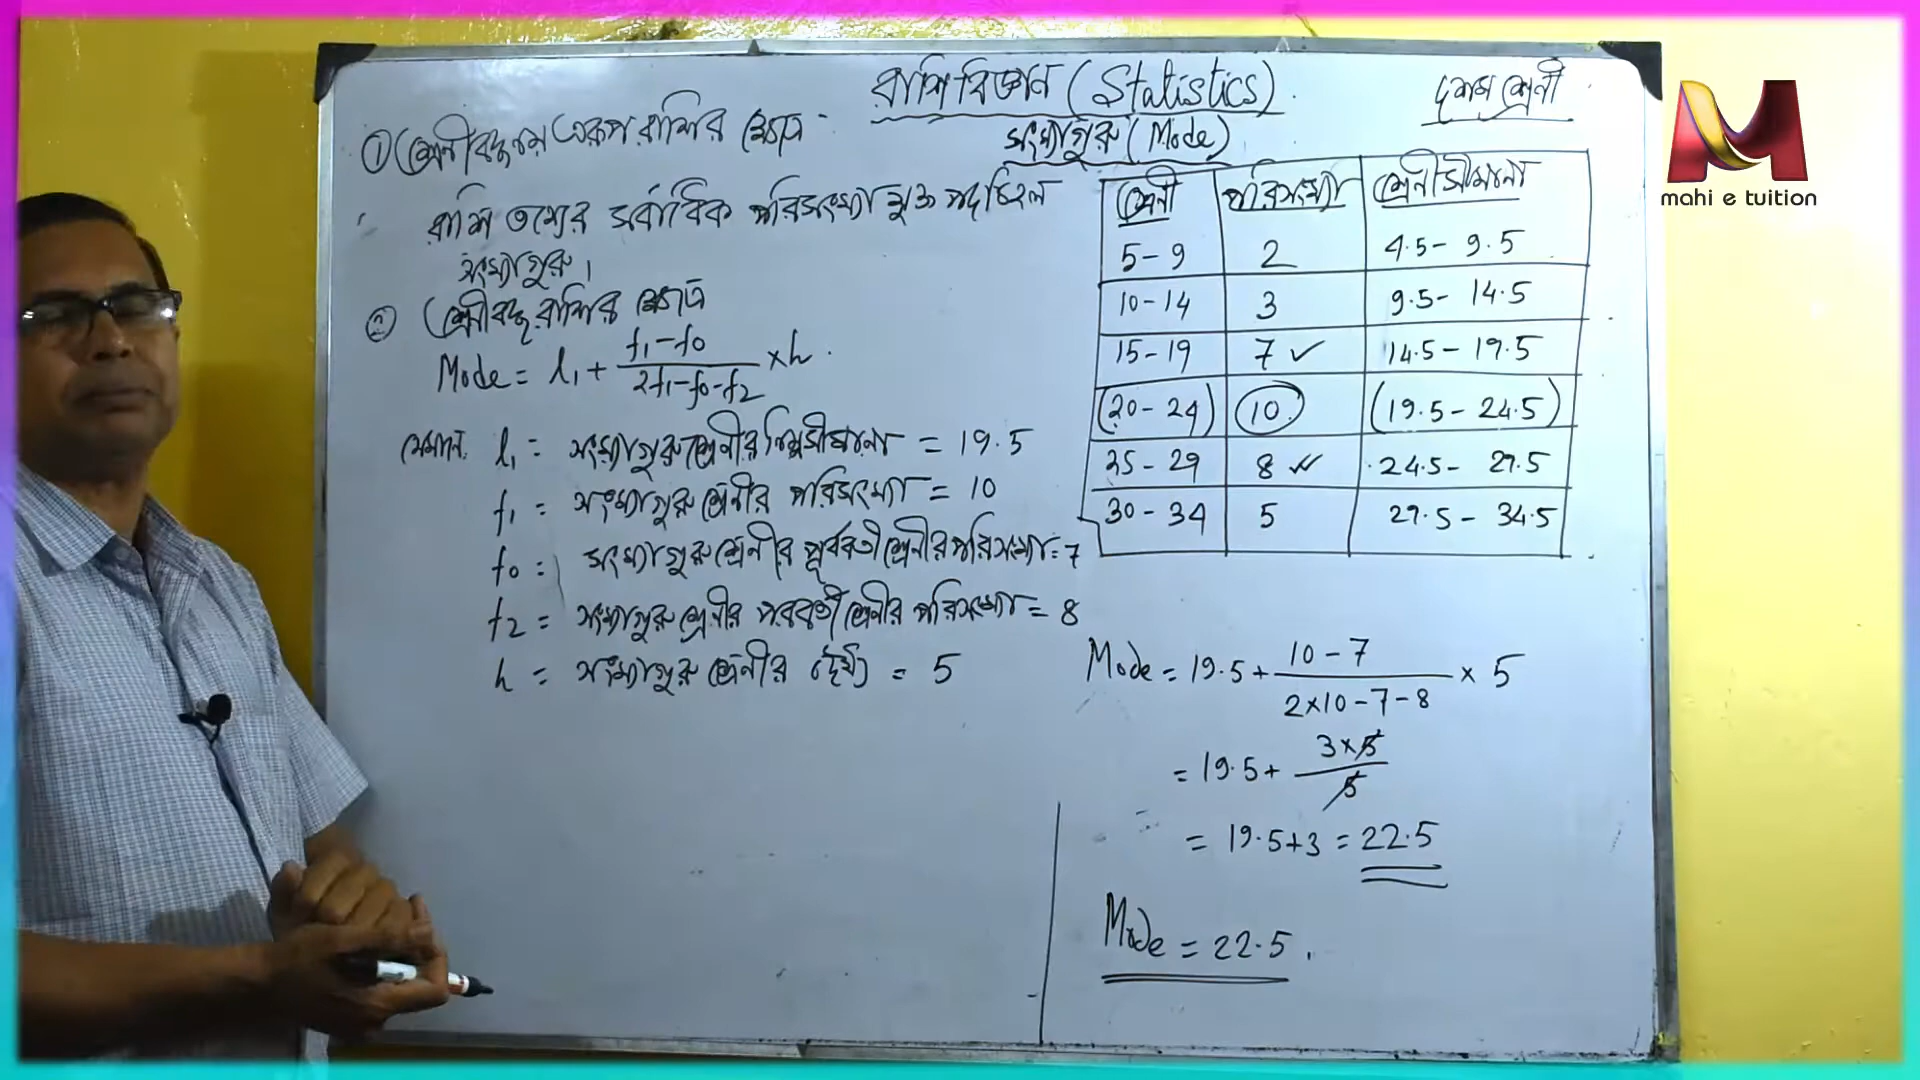 রাশিবিজ্ঞান (Statistics).
দশম শ্রেনী
সংখ্যাগুরু (Mode)
① শ্রেনীবদ্ধ নয় এরূপ রাশির ক্ষেত্রে
রাশি তথ্যের সর্বাধিক পরিসংখ্যা যুক্ত পদটি হল
সংখ্যাগুরু।
② শ্রেনীবদ্ধ রাশির ক্ষেত্রে
Mode = l₁ + (f₁-f₀)/(2f₁-f₀-f₂) × h.
যেখানে, l₁ = সংখ্যাগুরু শ্রেনীর নিম্নসীমানা = 19.5
f₁ = সংখ্যাগুরু শ্রেনীর পরিসংখ্যা = 10
f₀ = সংখ্যাগুরু শ্রেনীর পূর্ববর্তী শ্রেনীর পরিসংখ্যা = 7
f₂ = সংখ্যাগুরু শ্রেনীর পরবর্তী শ্রেনীর পরিসংখ্যা = 8
h = সংখ্যাগুরু শ্রেনীর দৈর্ঘ্য = 5
শ্রেনী পরিসংখ্যা শ্রেনী সীমানা
5-9 2 4.5-9.5
10-14 3 9.5-14.5
15-19 7 ✓ 14.5-19.5
(20-24) 10 (19.5-24.5)
25-29 8 ✓ 24.5-29.5
30-34 5 29.5-34.5
Mode = 19.5 + (10-7)/(2×10-7-8) × 5
= 19.5 + (3×5)/5
= 19.5+3 = 22.5
Mode = 22.5.
M
mahi e tuition